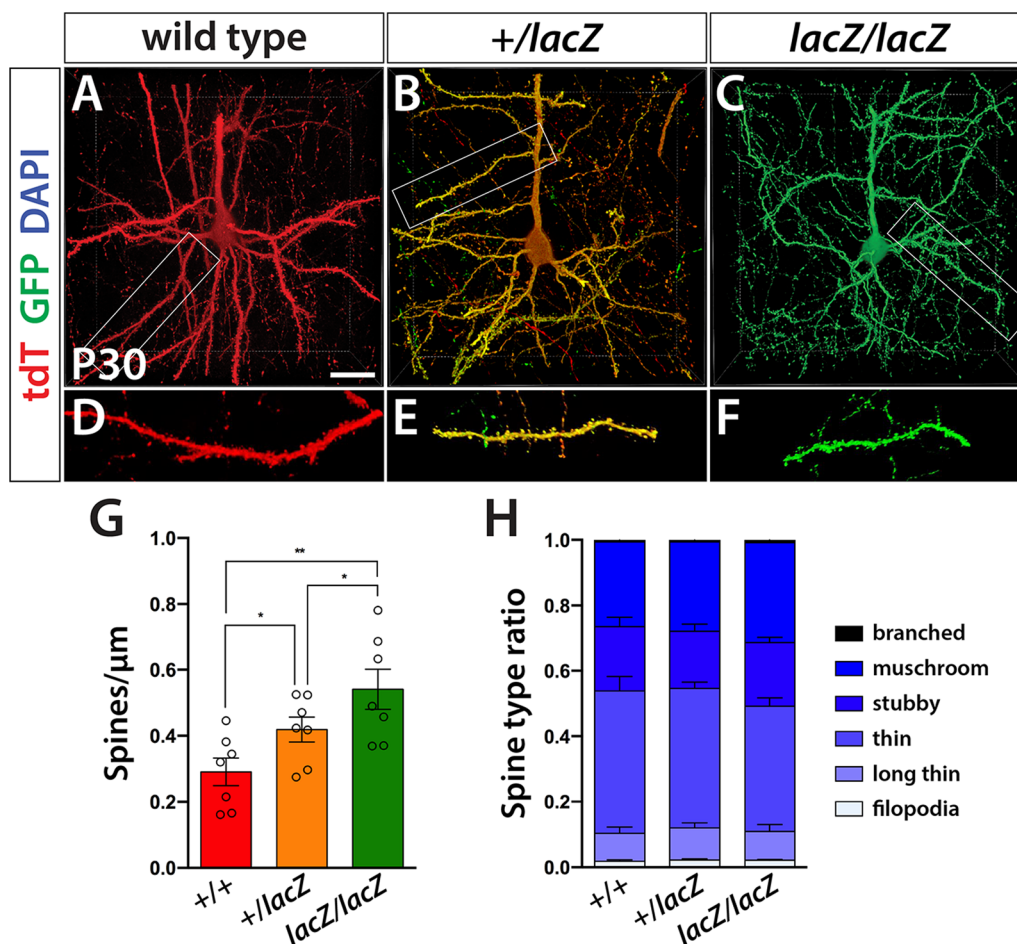 wild type
+/lacZ
lacZ/lacZ
tdT GFP DAPI
A
B
C
P30
D
E
F
G
H
Spines/µm
1.0
0.8
0.6
0.4
0.2
0.0
**
*
*
+/+
+/lacZ
lacZ/lacZ
Spine type ratio
1.0
0.8
0.6
0.4
0.2
0.0
+/+
+/lacZ
lacZ/lacZ
branched
muschroom
stubby
thin
long thin
filopodia